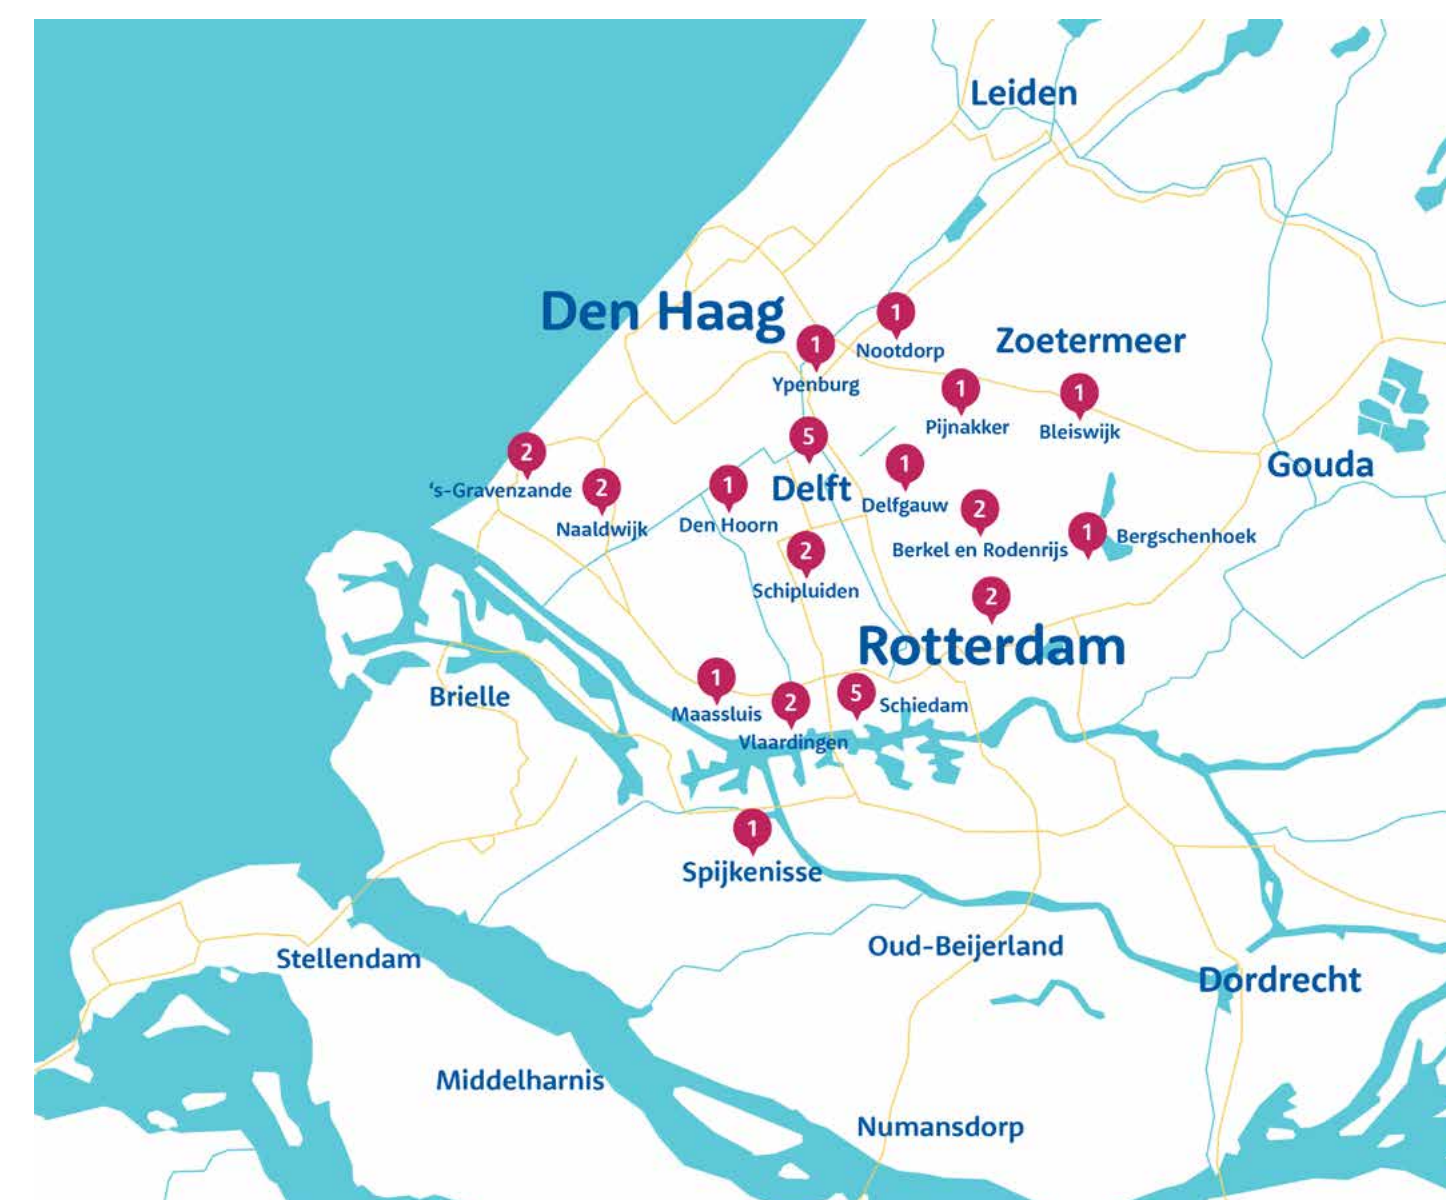 Leiden
Den Haag
1
Nootdorp
Zoetermeer
1
Ypenburg
1
Pijnakker
1
Bleiswijk
5
Delft
2
's-Gravenzande
2
Naaldwijk
1
Den Hoorn
1
Delfgauw
Gouda
2
Berkel en Rodenrijs
1
Bergschenhoek
2
Schipluiden
2
Rotterdam
Brielle
1
Maassluis
2
Vlaardingen
5
Schiedam
1
Spijkenisse
Stellendam
Oud-Beijerland
Dordrecht
Middelharnis
Numansdorp